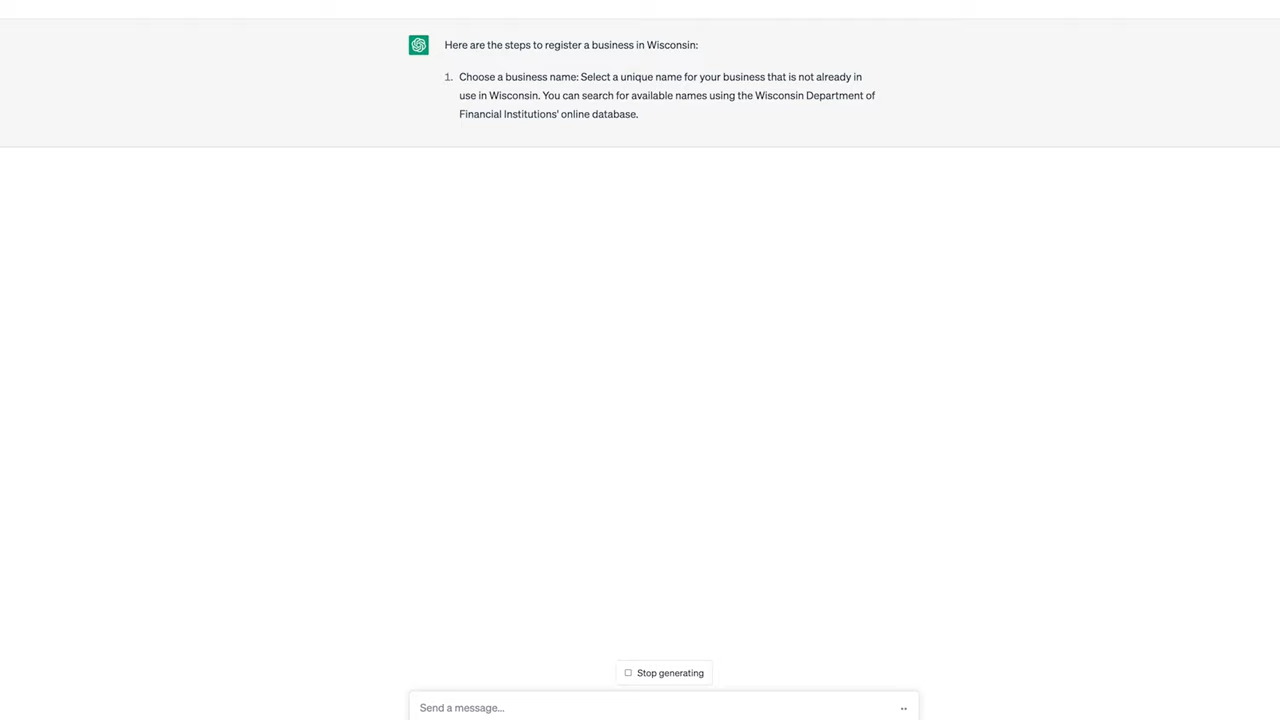 Here are the steps to register a business in Wisconsin:
1. Choose a business name: Select a unique name for your business that is not already in
use in Wisconsin. You can search for available names using the Wisconsin Department of
Financial Institutions' online database.
Stop generating
Send a message...